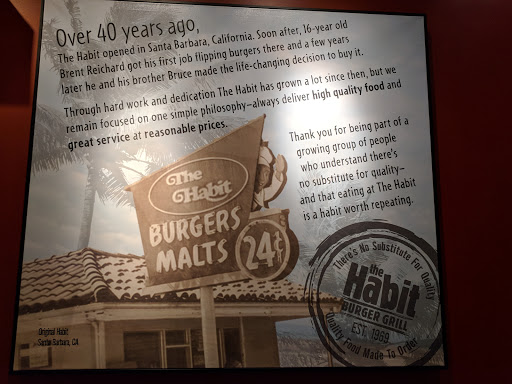 Over 40 years ago,
The Habit opened in Santa Barbara, California. Soon after, 16-year old
Brent Reichard got his first job flipping burgers there and a few years
later he and his brother Bruce made the life-changing decision to buy it.
Through hard work and dedication The Habit has grown a lot since then, but we
remain focused on one simple philosophy–always deliver high quality food and
great service at reasonable prices.
Thank you for being part of a
growing group of people
who understand there's
no substitute for quality–
and that eating at The Habit
is a habit worth repeating.
The
Habit
BURGERS
MALTS 24¢
There's No Substitute For Quality
the
Habit
BURGER GRILL
EST. 1969
Quality Food Made To Order
Original Habit
Santa Barbara, CA